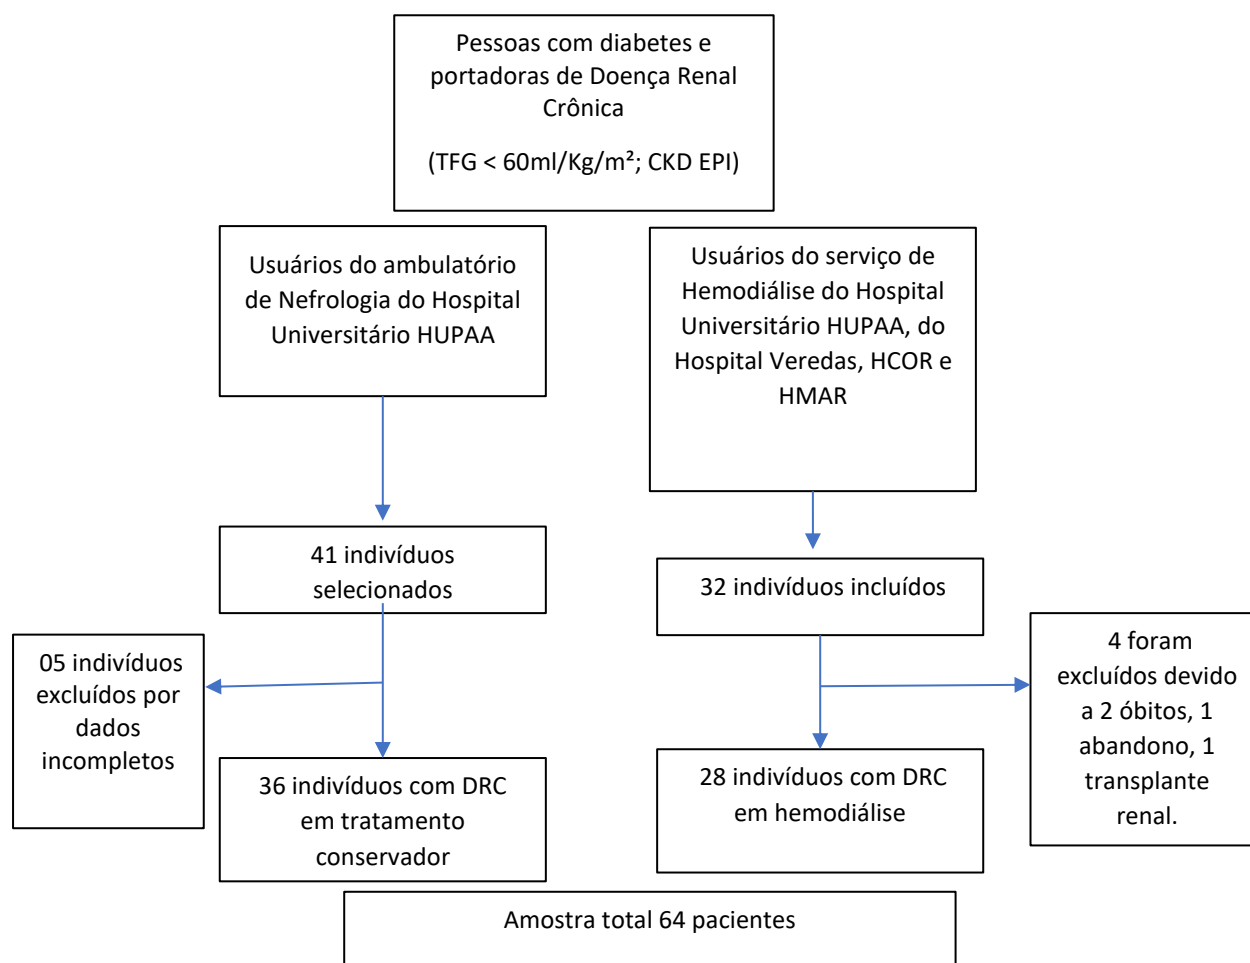 Pessoas com diabetes e
portadoras de Doença Renal
Crônica
(TFG < 60ml/Kg/m²; CKD EPI)
Usuários do ambulatório
de Nefrologia do Hospital
Universitário HUPAA
Usuários do serviço de
Hemodiálise do Hospital
Universitário HUPAA, do
Hospital Veredas, HCOR e
HMAR
41 indivíduos
selecionados
32 indivíduos incluídos
05 indivíduos
excluídos por
dados
incompletos
4 foram
excluídos devido
a 2 óbitos, 1
abandono, 1
transplante
renal.
36 indivíduos com DRC
em tratamento
conservador
28 indivíduos com DRC
em hemodiálise
Amostra total 64 pacientes